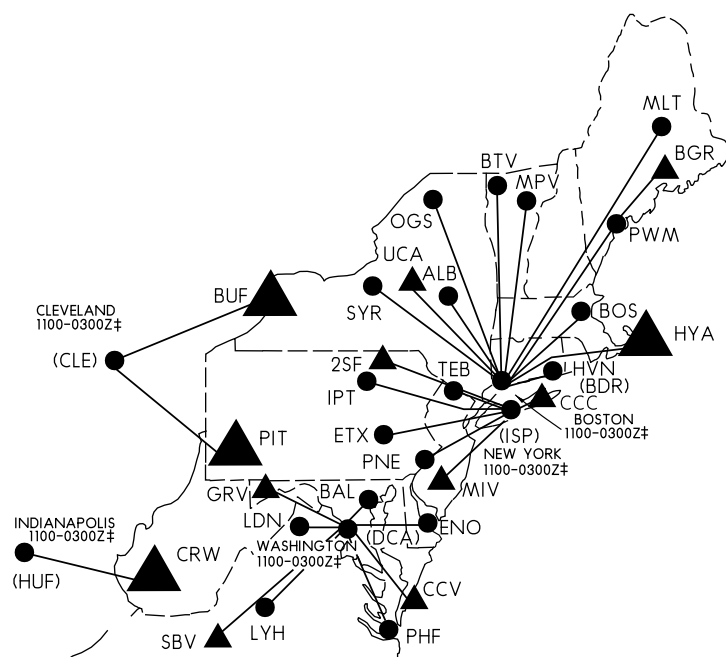 MLT
BTV
BGR
MPV
OGS
PWM
UCA
ALB
BUF
SYR
BOS
CLEVELAND
1100-0300Z‡
HYA
(CLE)
2SF
TEB
HVN
(BDR)
IPT
CCC
BOSTON
1100-0300Z‡
ETX
(ISP)
PIT
NEW YORK
1100-0300Z‡
PNE
GRV
BAL
MIV
INDIANAPOLIS
1100-0300Z‡
LDN
(DCA)
ENO
WASHINGTON
1100-0300Z‡
CRW
(HUF)
CCV
SBV
LYH
PHF